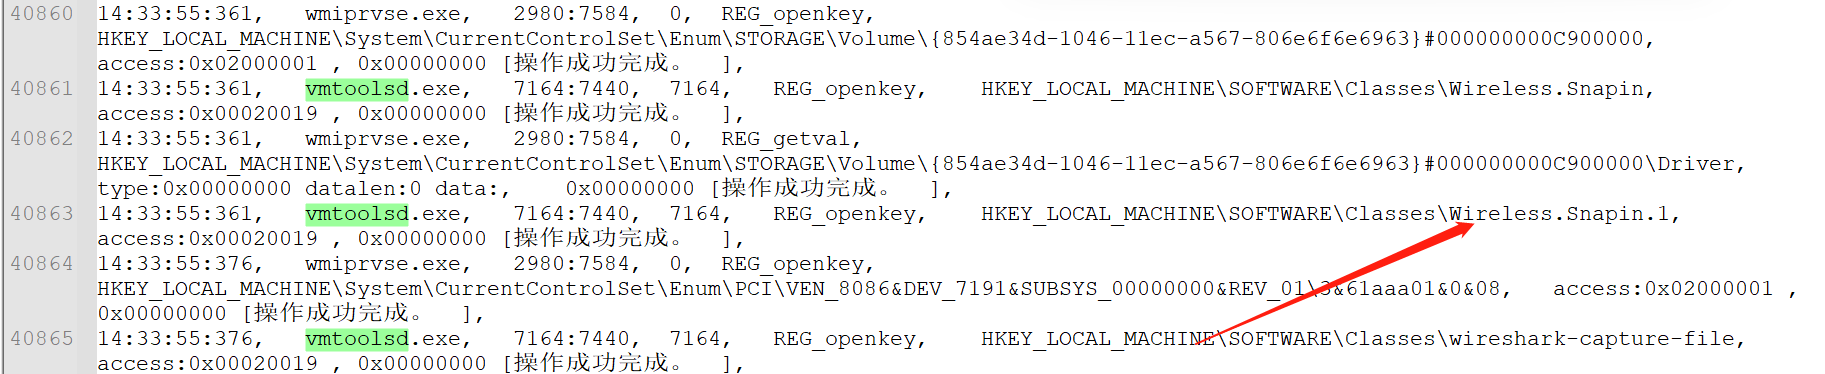 40860 14:33:55:361, wmiprvse.exe, 2980:7584, 0, REG_openkey,
HKEY_LOCAL_MACHINE\System\CurrentControlSet\Enum\STORAGE\Volume\{854ae34d-1046-11ec-a567-806e6f6e6963}#000000000C900000,
access:0x02000001 , 0x00000000 [操作成功完成。 ],
40861 14:33:55:361, vmtoolsd.exe, 7164:7440, 7164, REG_openkey, HKEY_LOCAL_MACHINE\SOFTWARE\Classes\Wireless.Snapin,
access:0x00020019 , 0x00000000 [操作成功完成。 ],
40862 14:33:55:361, wmiprvse.exe, 2980:7584, 0, REG_getval,
HKEY_LOCAL_MACHINE\System\CurrentControlSet\Enum\STORAGE\Volume\{854ae34d-1046-11ec-a567-806e6f6e6963}#000000000C900000\Driver,
type:0x00000000 datalen:0 data:, 0x00000000 [操作成功完成。 ],
40863 14:33:55:361, vmtoolsd.exe, 7164:7440, 7164, REG_openkey, HKEY_LOCAL_MACHINE\SOFTWARE\Classes\Wireless.Snapin.1,
access:0x00020019 , 0x00000000 [操作成功完成。 ],
40864 14:33:55:376, wmiprvse.exe, 2980:7584, 0, REG_openkey,
HKEY_LOCAL_MACHINE\System\CurrentControlSet\Enum\PCI\VEN_8086&DEV_7191&SUBSYS_00000000&REV_01\3&61aaa01&0&08, access:0x02000001 ,
0x00000000 [操作成功完成。 ],
40865 14:33:55:376, vmtoolsd.exe, 7164:7440, 7164, REG_openkey, HKEY_LOCAL_MACHINE\SOFTWARE\Classes\wireshark-capture-file,
access:0x00020019 , 0x00000000 [操作成功完成。 ],